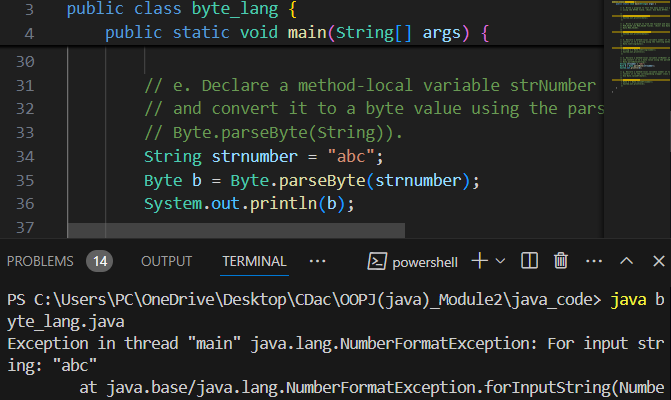 3 public class byte_lang {
4 public static void main(String[] args) {
30
31 // e. Declare a method-local variable strNumber
32 // and convert it to a byte value using the pars
33 // Byte.parseByte(String)).
34 String strnumber = "abc";
35 Byte b = Byte.parseByte(strnumber);
36 System.out.println(b);
37
PROBLEMS 14 OUTPUT TERMINAL ··· powershell
PS C:\Users\PC\OneDrive\Desktop\CDac\OOPJ(java)_Module2\java_code> java b
yte_lang.java
Exception in thread "main" java.lang.NumberFormatException: For input str
ing: "abc"
at java.base/java.lang.NumberFormatException.forInputString(Numbe